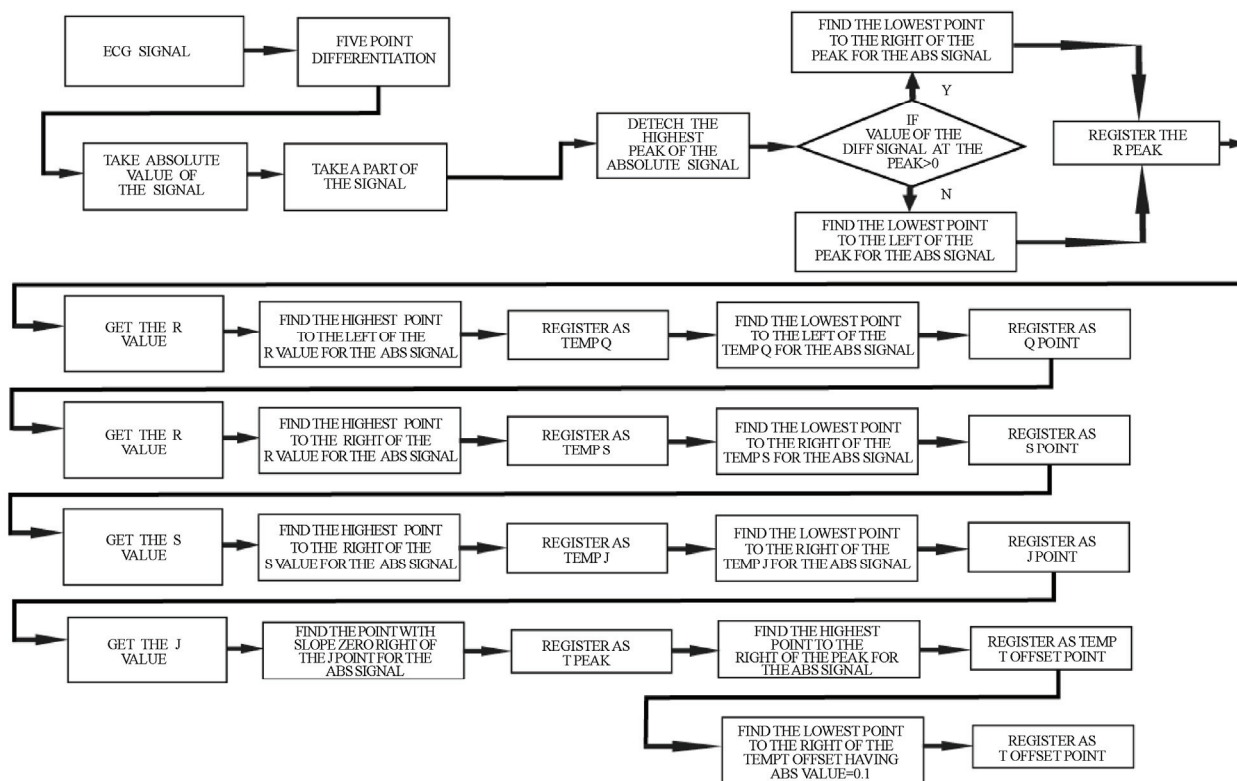 ECG SIGNAL
FIVE POINT
DIFFERENTIATION
TAKE ABSOLUTE
VALUE OF
THE SIGNAL
TAKE A PART OF
THE SIGNAL
DETECH THE
HIGHEST
PEAK OF THE
ABSOLUTE SIGNAL
IF
VALUE OF THE
DIFF SIGNAL AT THE
PEAK>0
Y
FIND THE LOWEST POINT
TO THE RIGHT OF THE
PEAK FOR THE ABS SIGNAL
N
FIND THE LOWEST POINT
TO THE LEFT OF THE
PEAK FOR THE ABS SIGNAL
REGISTER THE
R PEAK
GET THE R
VALUE
FIND THE HIGHEST POINT
TO THE LEFT OF THE
R VALUE FOR THE ABS SIGNAL
REGISTER AS
TEMP Q
FIND THE LOWEST POINT
TO THE LEFT OF THE
TEMP Q FOR THE ABS SIGNAL
REGISTER AS
Q POINT
GET THE R
VALUE
FIND THE HIGHEST POINT
TO THE RIGHT OF THE
R VALUE FOR THE ABS SIGNAL
REGISTER AS
TEMP S
FIND THE LOWEST POINT
TO THE RIGHT OF THE
TEMP S FOR THE ABS SIGNAL
REGISTER AS
S POINT
GET THE S
VALUE
FIND THE HIGHEST POINT
TO THE RIGHT OF THE
S VALUE FOR THE ABS SIGNAL
REGISTER AS
TEMP J
FIND THE LOWEST POINT
TO THE RIGHT OF THE
TEMP J FOR THE ABS SIGNAL
REGISTER AS
J POINT
GET THE J
VALUE
FIND THE POINT WITH
SLOPE ZERO RIGHT OF
THE J POINT FOR THE
ABS SIGNAL
REGISTER AS
T PEAK
FIND THE HIGHEST
POINT TO THE
RIGHT OF THE PEAK FOR
THE ABS SIGNAL
REGISTER AS TEMP
T OFFSET POINT
FIND THE LOWEST POINT
TO THE RIGHT OF THE
TEMPT OFFSET HAVING
ABS VALUE=0.1
REGISTER AS
T OFFSET POINT